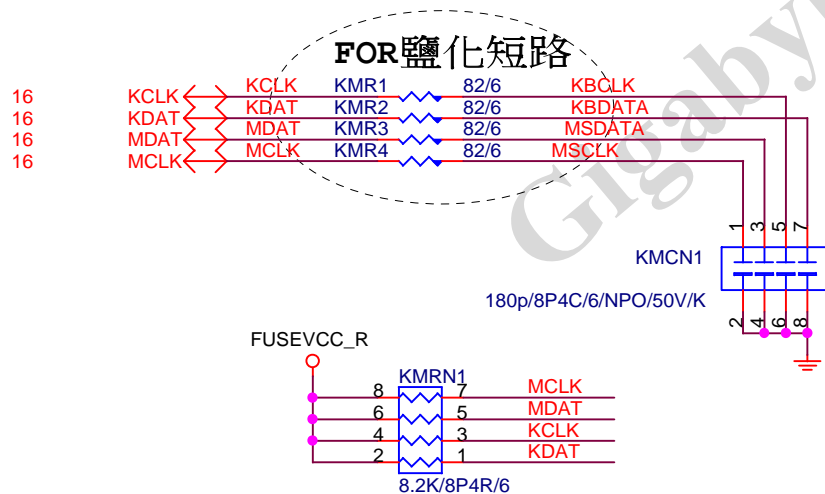 FOR鹽化短路
16 KCLK KCLK KMR1 82/6 KBCLK
16 KDAT KDAT KMR2 82/6 KBDATA
16 MDAT MDAT KMR3 82/6 MSDATA
16 MCLK MCLK KMR4 82/6 MSCLK
Gigaby
1 3 5 7
KMCN1
180p/8P4C/6/NPO/50V/K
2 4 6 8
FUSEVCC_R
KMRN1
8 7 MCLK
6 5 MDAT
4 3 KCLK
2 1 KDAT
8.2K/8P4R/6